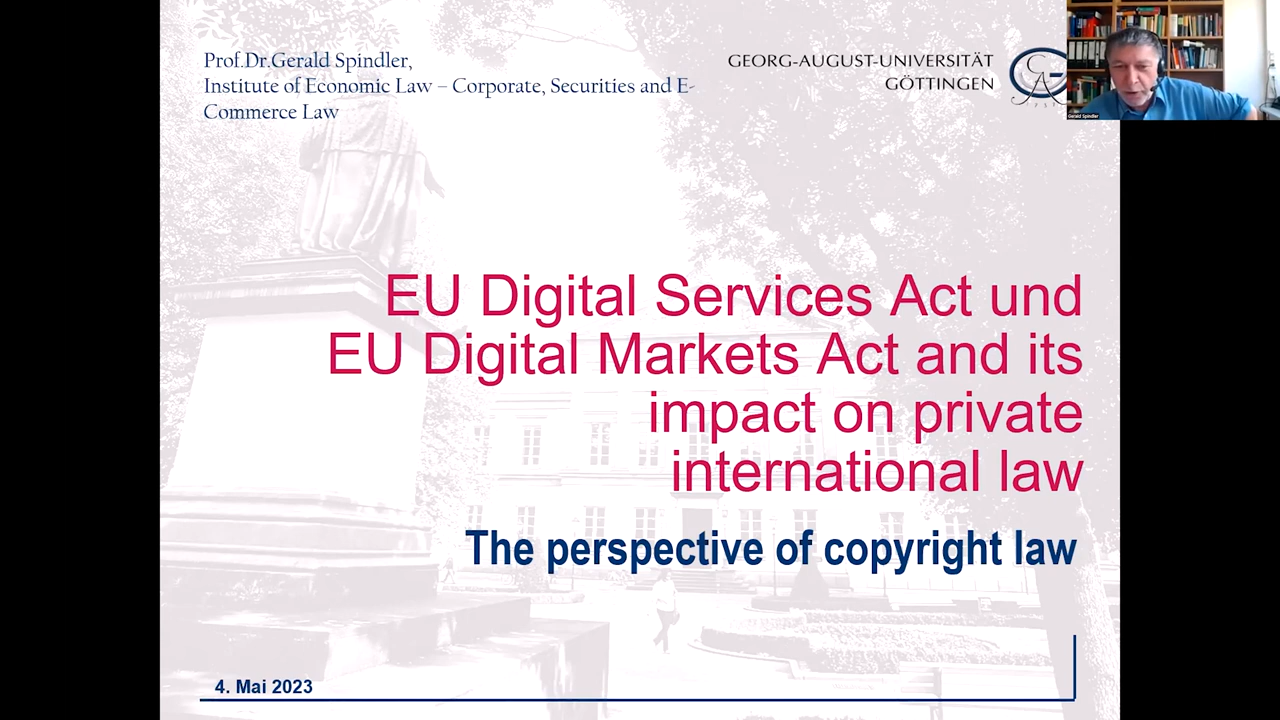 Prof.Dr.Gerald Spindler,
Institute of Economic Law – Corporate, Securities and E-
Commerce Law
GEORG-AUGUST-UNIVERSITÄT
GÖTTINGEN
Gerald Spindler
EU Digital Services Act und
EU Digital Markets Act and its
impact on private
international law
The perspective of copyright law
4. Mai 2023